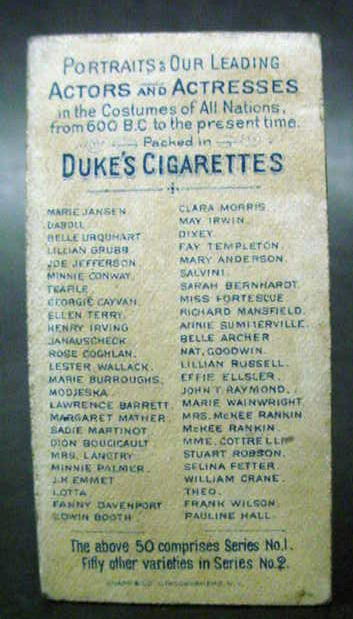 PORTRAITS OF OUR LEADING
ACTORS AND ACTRESSES
in the Costumes of All Nations,
from 600 B.C to the present time.
Packed in
DUKE'S CIGARETTES
MARIE JANSEN
DABOLL
BELLE URQUHART
LILLIAN GRUBB
JOE JEFFERSON
MINNIE CONWAY.
TEARLE
GEORGIE CAYVAN.
ELLEN TERRY.
HENRY IRVING
JANAUSCHECK.
ROSE COGHLAN.
LESTER WALLACK.
MARIE BURROUGHS.
MODJESKA.
LAWRENCE BARRETT.
MARGARET MATHER.
SADIE MARTINOT
DION BOUCICAULT
MRS. LANGTRY
MINNIE PALMER.
J.K EMMET
LOTTA
FANNY DAVENPORT
EDWIN BOOTH
CLARA MORRIS
MAY IRWIN.
DIXEY.
FAY TEMPLETON.
MARY ANDERSON.
SALVINI.
SARAH BERNHARDT.
MISS FORTESCUE
RICHARD MANSFIELD.
ANNIE SUMMERVILLE.
BELLE ARCHER
NAT. GOODWIN.
LILLIAN RUSSELL.
EFFIE ELLSLER.
JOHN T. RAYMOND.
MARIE WAINWRIGHT.
MRS. McKEE RANKIN
McKEE RANKIN.
MME. COTTRELLY
STUART ROBSON.
SELINA FETTER.
WILLIAM CRANE.
THEO.
FRANK WILSON.
PAULINE HALL.
The above 50 comprises Series No.1.
Fifty other varieties in Series No.2.